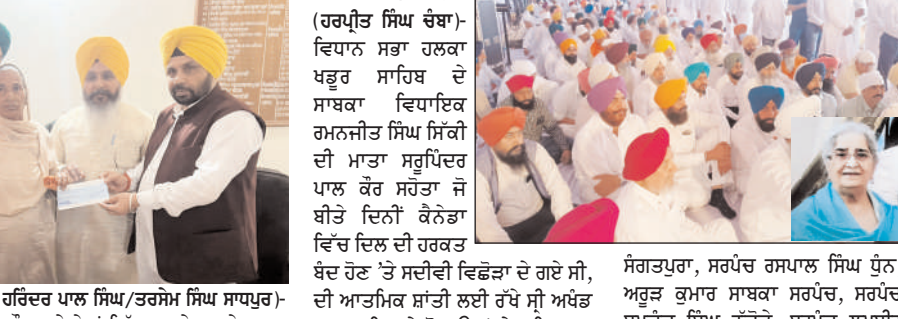 ਹਰਿੰਦਰ ਪਾਲ ਸਿੰਘ/ਤਰਸੇਮ ਸਿੰਘ ਸਾਧਪੁਰ)-
(ਹਰਪ੍ਰੀਤ ਸਿੰਘ ਚੰਬਾ)-
ਵਿਧਾਨ ਸਭਾ ਹਲਕਾ
ਖਡੂਰ ਸਾਹਿਬ ਦੇ
ਸਾਬਕਾ ਵਿਧਾਇਕ
ਰਮਨਜੀਤ ਸਿੰਘ ਸਿੱਕੀ
ਦੀ ਮਾਤਾ ਸਰੂਪਿੰਦਰ
ਪਾਲ ਕੌਰ ਸਹੋਤਾ ਜੋ
ਬੀਤੇ ਦਿਨੀਂ ਕੈਨੇਡਾ
ਵਿੱਚ ਦਿਲ ਦੀ ਹਰਕਤ
ਬੰਦ ਹੋਣ 'ਤੇ ਸਦੀਵੀ ਵਿਛੋੜਾ ਦੇ ਗਏ ਸੀ,
ਦੀ ਆਤਮਿਕ ਸ਼ਾਂਤੀ ਲਈ ਰੱਖੇ ਸ੍ਰੀ ਅਖੰਡ
ਸੰਗਤਪੁਰਾ, ਸਰਪੰਚ ਰਸਪਾਲ ਸਿੰਘ ਧੁੰਨ
ਅਰੂੜ ਕੁਮਾਰ ਸਾਬਕਾ ਸਰਪੰਚ, ਸਰਪੰਚ